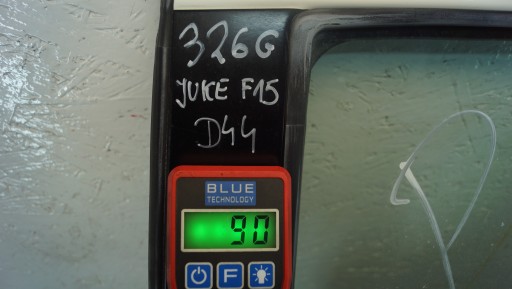 326G
JUKE F15
D44
BLUE
TECHNOLOGY
90
F
P